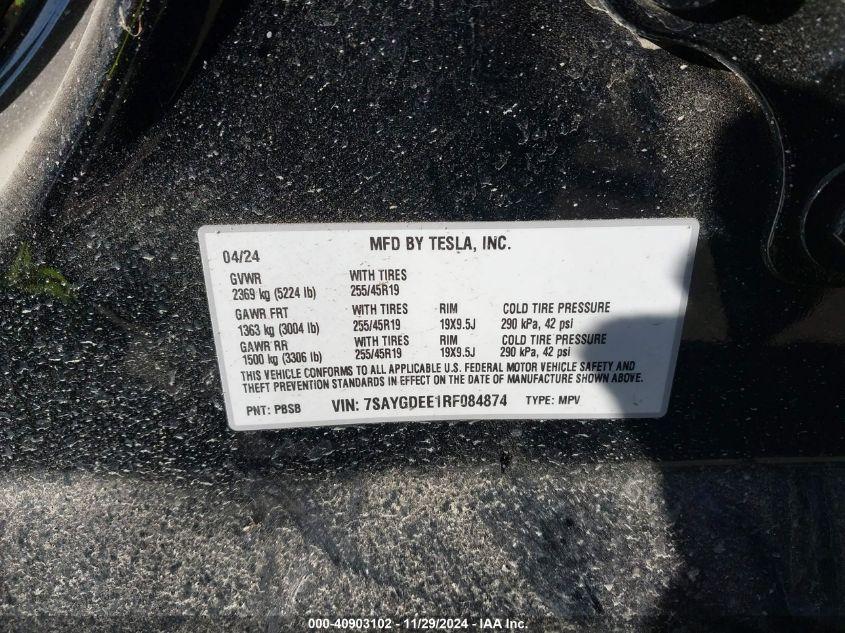 MFD BY TESLA, INC.
04/24
GVWR WITH TIRES
2369 kg (5224 lb) 255/45R19
GAWR FRT WITH TIRES RIM COLD TIRE PRESSURE
1363 kg (3004 lb) 255/45R19 19X9.5J 290 kPa, 42 psi
GAWR RR WITH TIRES RIM COLD TIRE PRESSURE
1500 kg (3306 lb) 255/45R19 19X9.5J 290 kPa, 42 psi
THIS VEHICLE CONFORMS TO ALL APPLICABLE U.S. FEDERAL MOTOR VEHICLE SAFETY AND
THEFT PREVENTION STANDARDS IN EFFECT ON THE DATE OF MANUFACTURE SHOWN ABOVE.
PNT: PBSB VIN: 7SAYGDEE1RF084874 TYPE: MPV
000-40903102 - 11/29/2024 - IAA Inc.